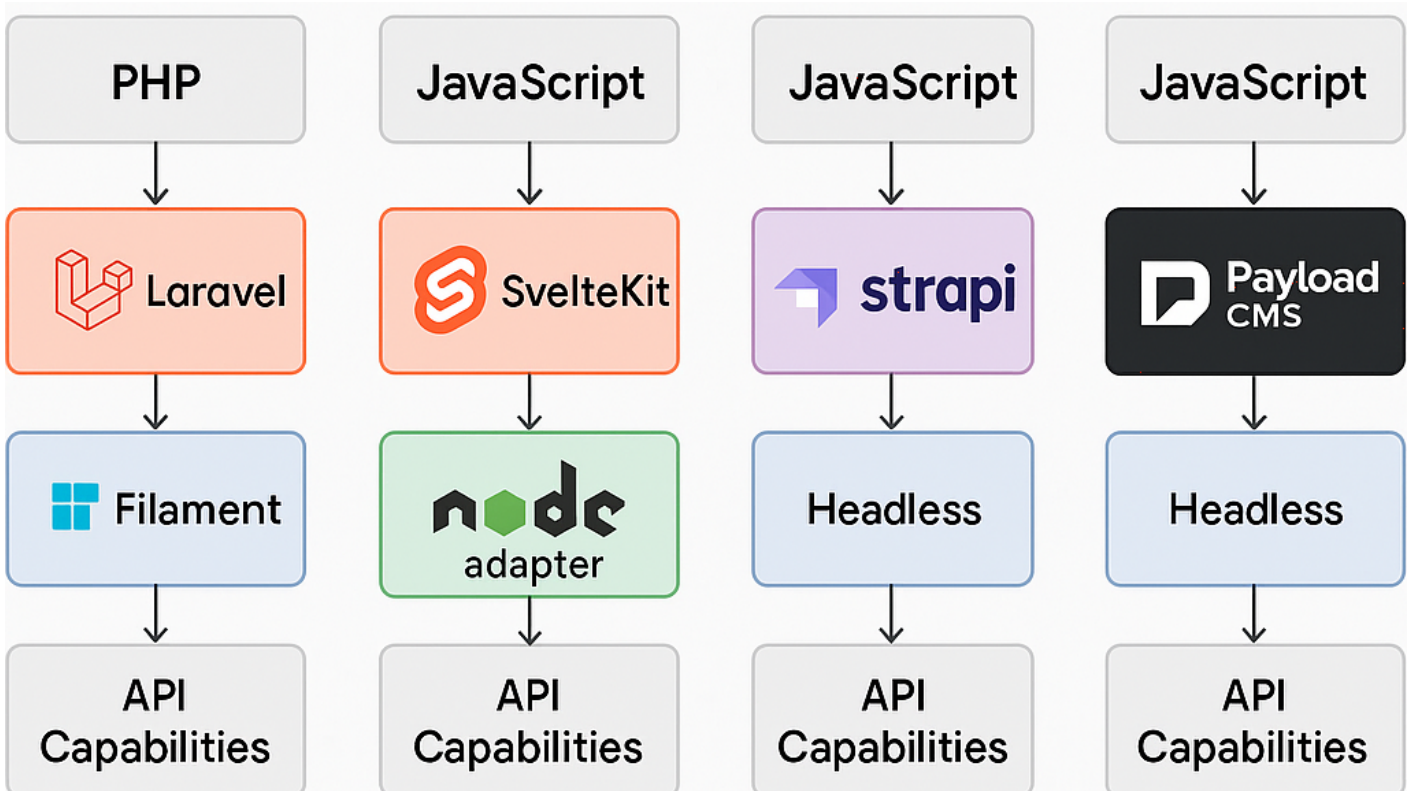 PHP
JavaScript
JavaScript
JavaScript
Laravel
SvelteKit
strapi
Payload
CMS
Filament
node
adapter
Headless
Headless
API
Capabilities
API
Capabilities
API
Capabilities
API
Capabilities